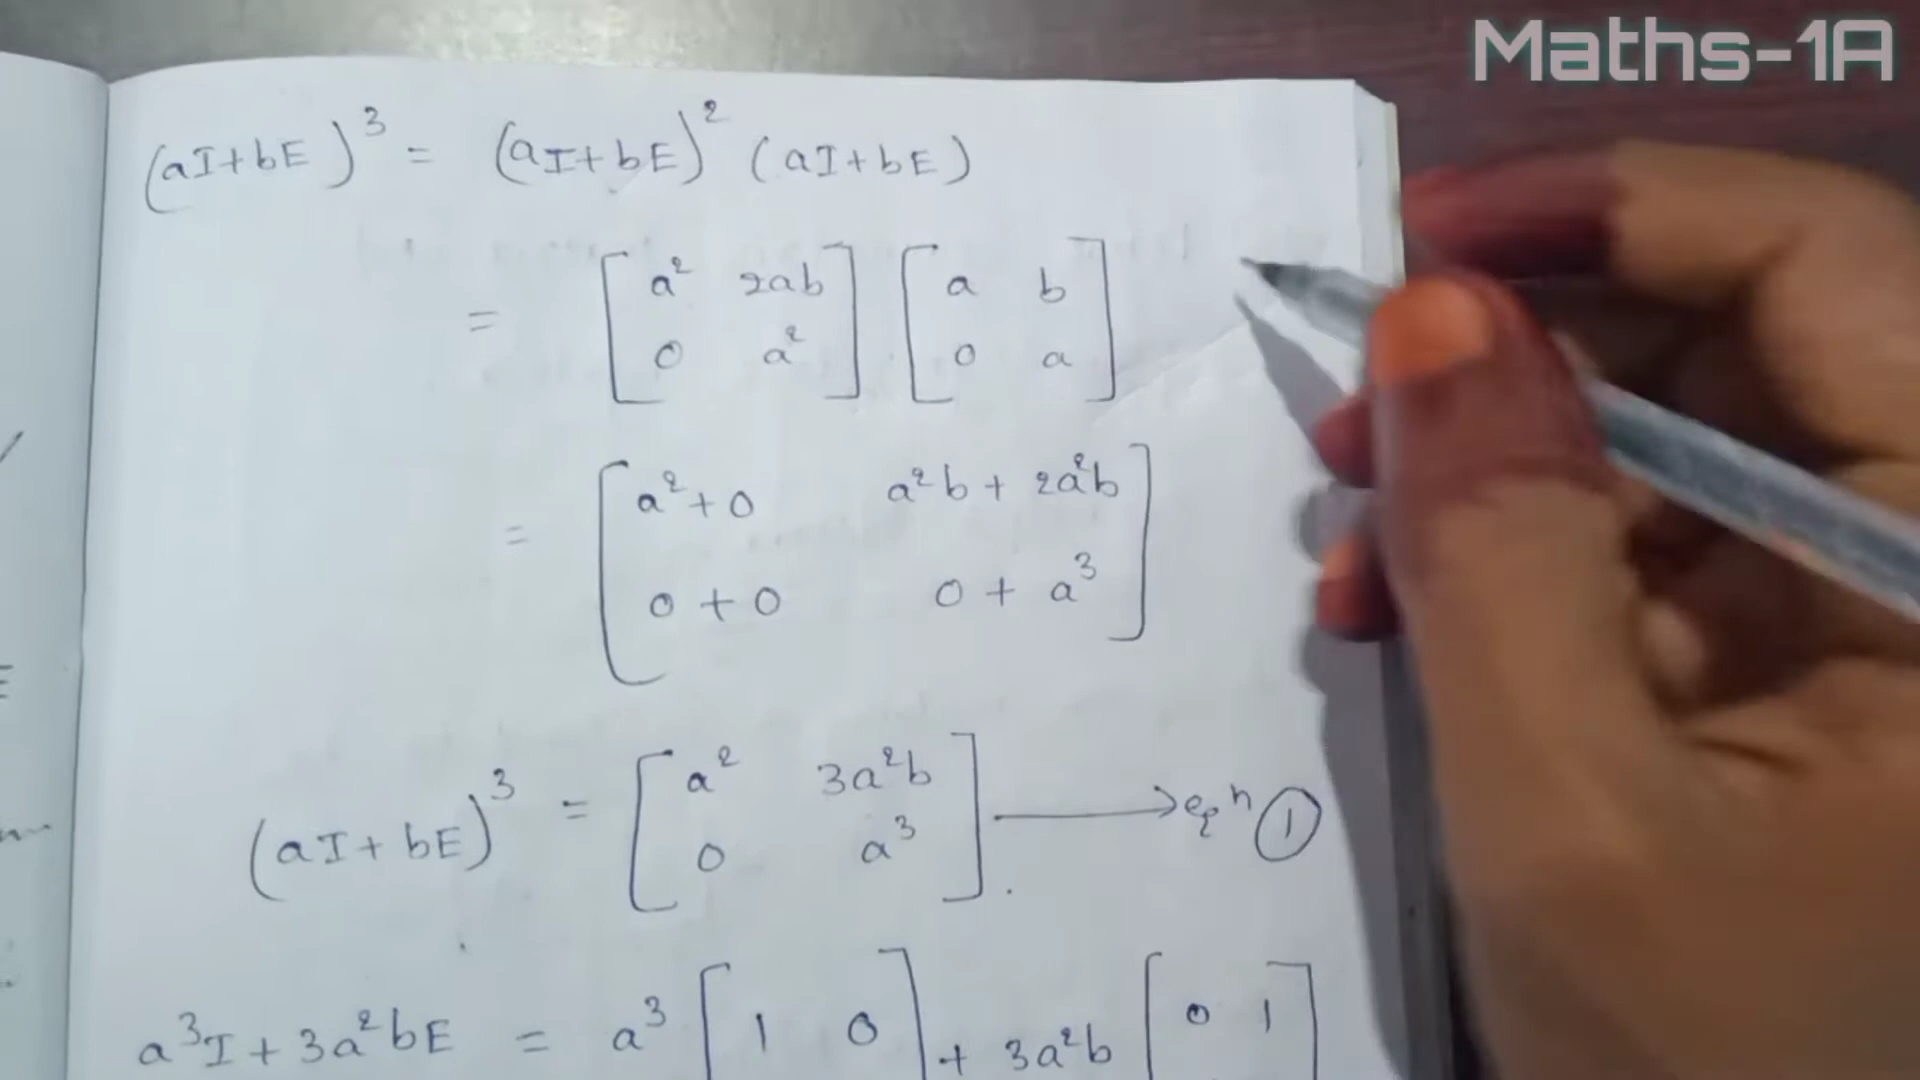 Maths-1A
(aI+bE)³ = (aI+bE)² (aI+bE)
= [ a² 2ab ] [ a b ]
[ 0 a² ] [ 0 a ]
= [ a²+0 a²b + 2a²b ]
[ 0+0 0 + a³ ]
(aI+bE)³ = [ a² 3a²b ] → eqⁿ ①
[ 0 a³ ] .
a³I + 3a²bE = a³ [ 1 0 ] + 3a²b [ 0 1 ]